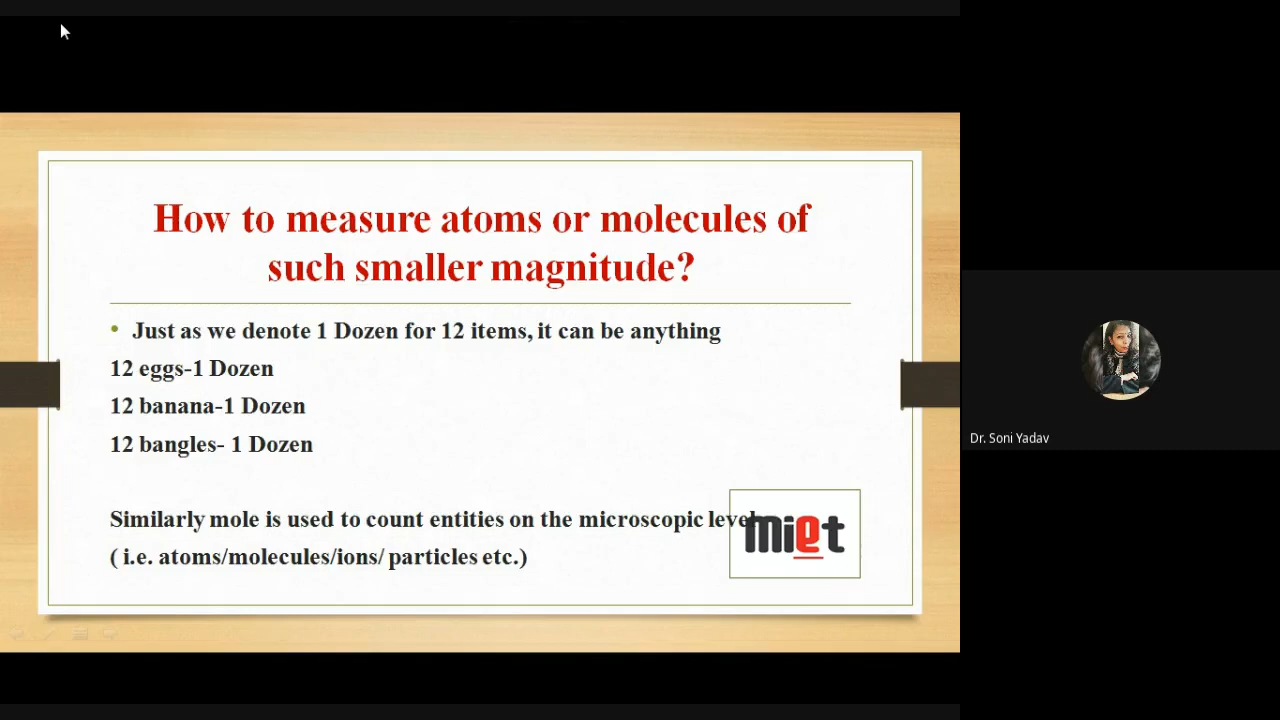 How to measure atoms or molecules of
such smaller magnitude?
• Just as we denote 1 Dozen for 12 items, it can be anything
12 eggs-1 Dozen
12 banana-1 Dozen
12 bangles- 1 Dozen
Similarly mole is used to count entities on the microscopic level
( i.e. atoms/molecules/ions/ particles etc.)
miet
Dr. Soni Yadav